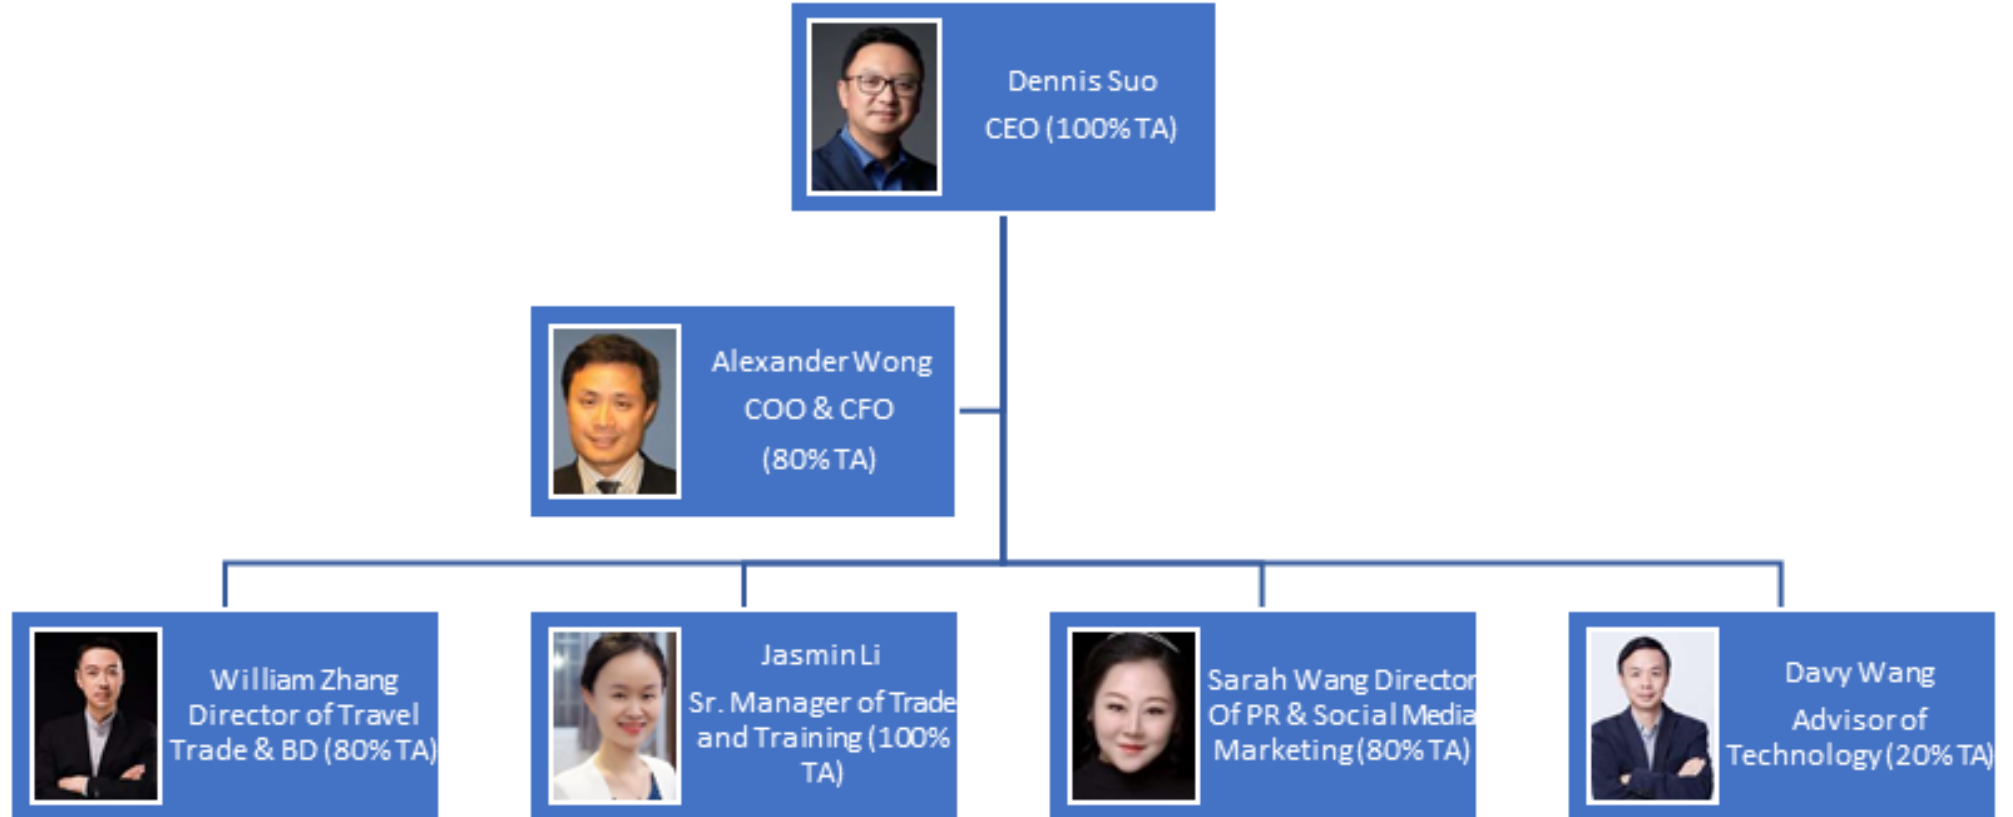 Dennis Suo
CEO (100% TA)
Alexander Wong
COO & CFO
(80% TA)
William Zhang
Director of Travel
Trade & BD (80% TA)
Jasmin Li
Sr. Manager of Trade
and Training (100%
TA)
Sarah Wang Director
Of PR & Social Media
Marketing (80% TA)
Davy Wang
Advisor of
Technology (20% TA)